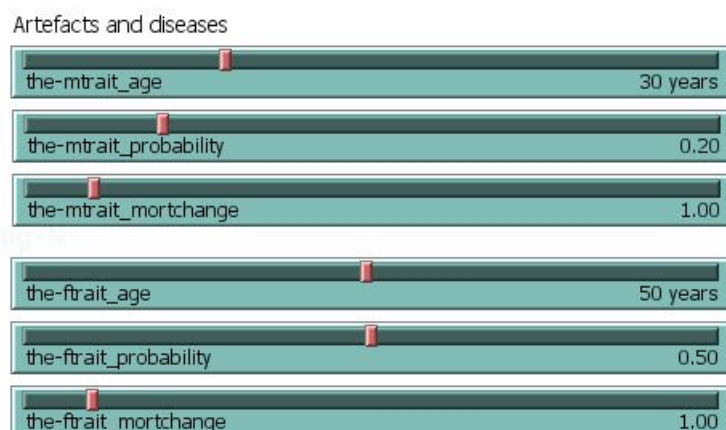 Artefacts and diseases
the-mtrait_age 30 years
the-mtrait_probability 0.20
the-mtrait_mortchange 1.00
the-ftrait_age 50 years
the-ftrait_probability 0.50
the-ftrait_mortchange 1.00